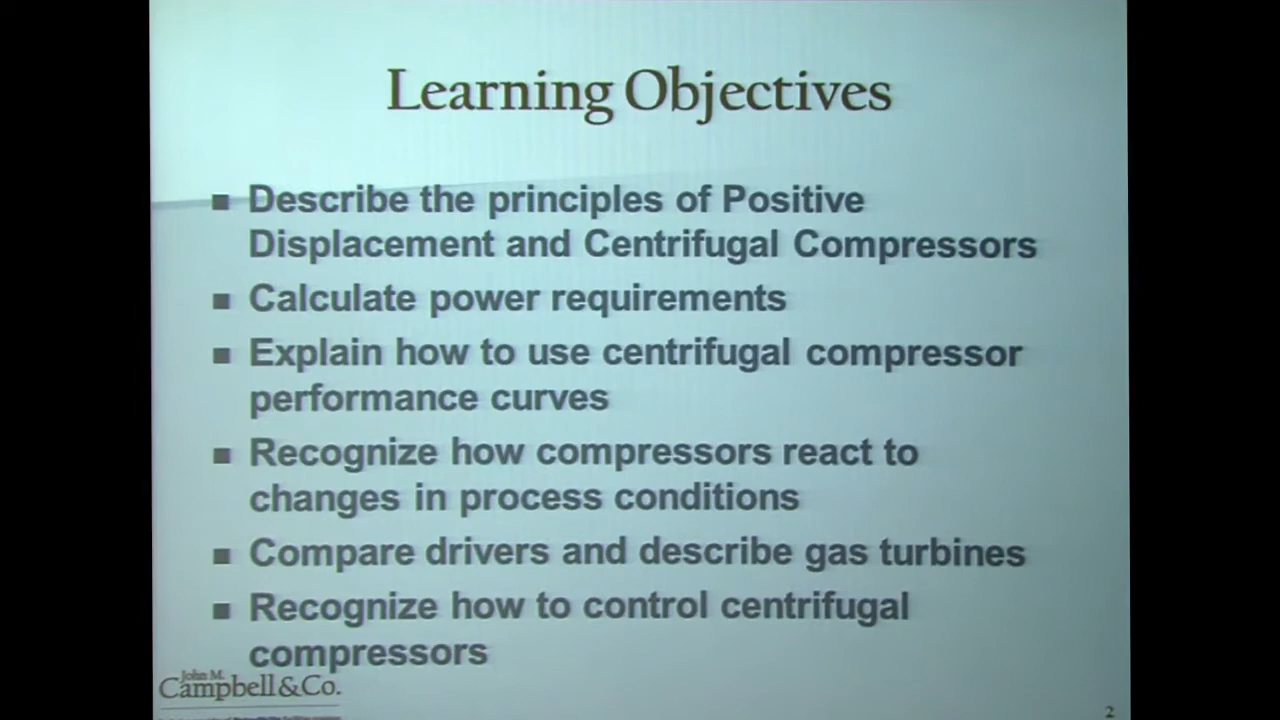 Learning Objectives
■ Describe the principles of Positive
Displacement and Centrifugal Compressors
■ Calculate power requirements
■ Explain how to use centrifugal compressor
performance curves
■ Recognize how compressors react to
changes in process conditions
■ Compare drivers and describe gas turbines
■ Recognize how to control centrifugal
compressors
John M.
Campbell & Co.
2